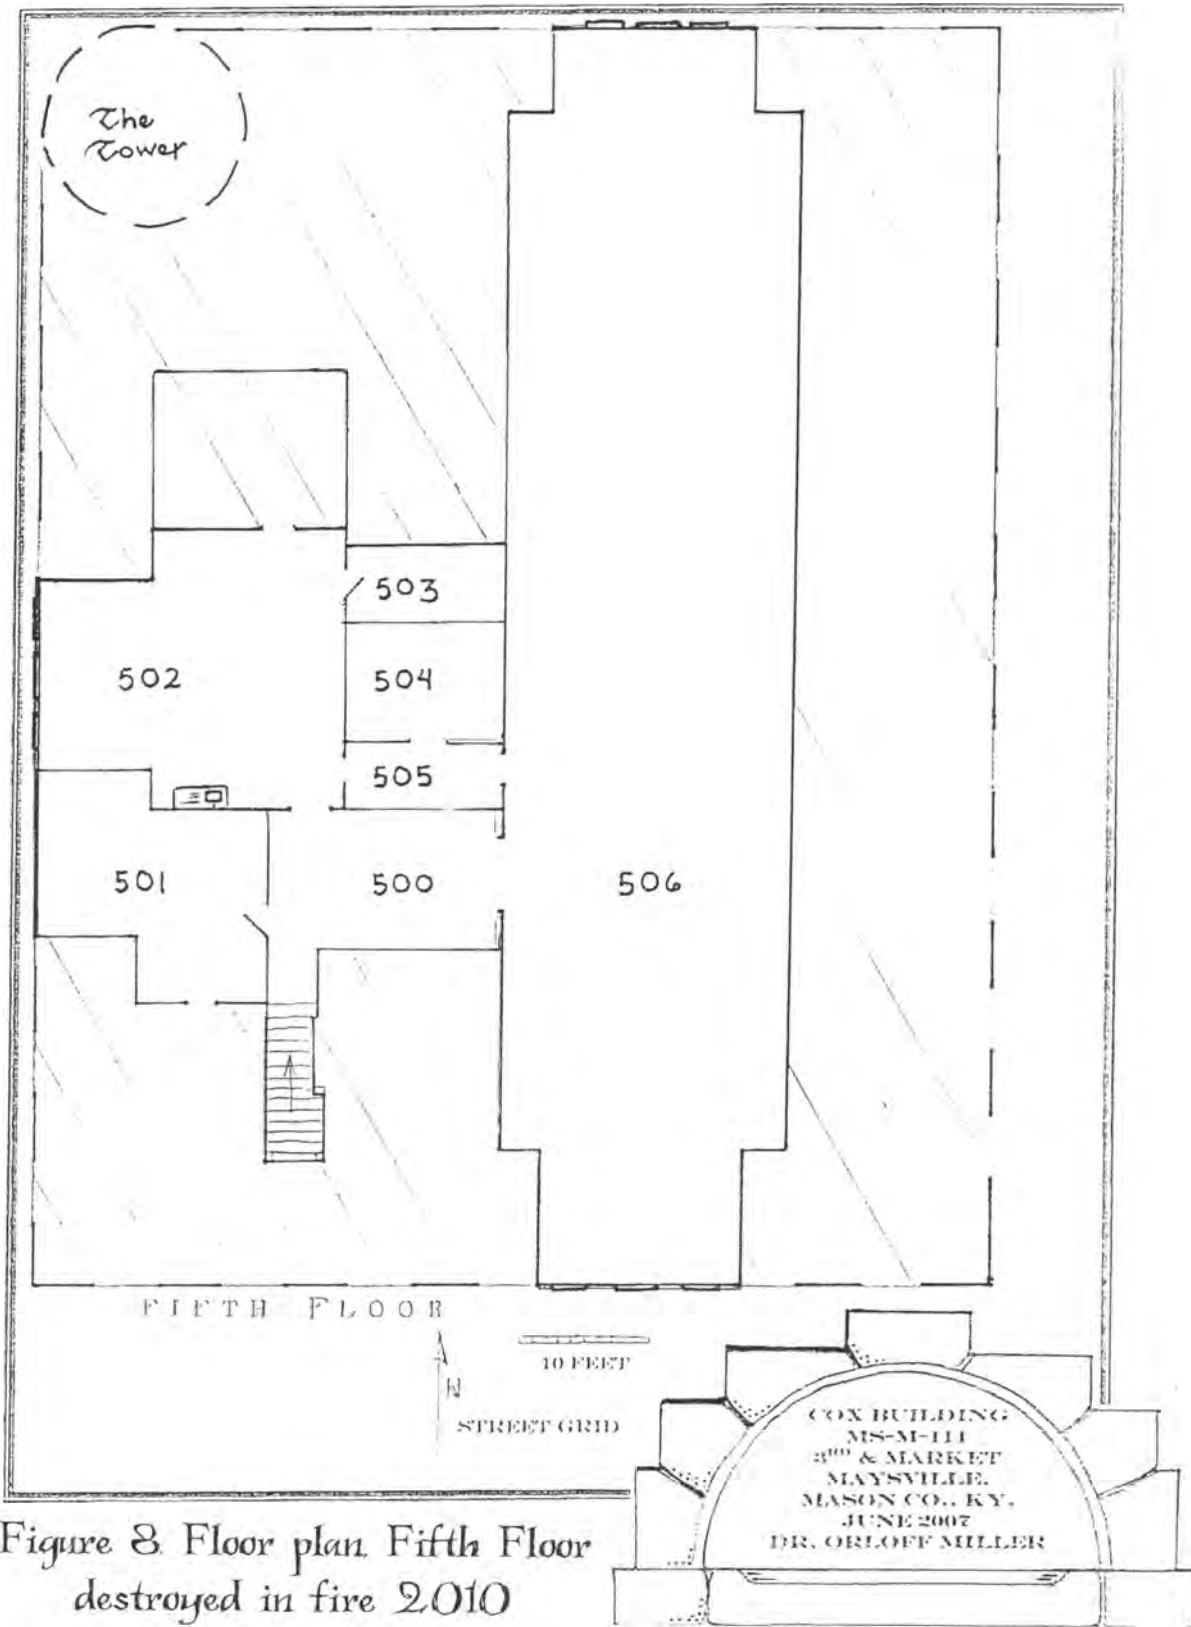 The
Tower
503
502
504
505
501
500
506
FIFTH FLOOR
10 FEET
N
STREET GRID
COX BUILDING
MS-M-111
3RD & MARKET
MAYSVILLE,
MASON CO., KY.
JUNE 2007
DR. ORLOFF MILLER
Figure 8. Floor plan. Fifth Floor
destroyed in fire 2010